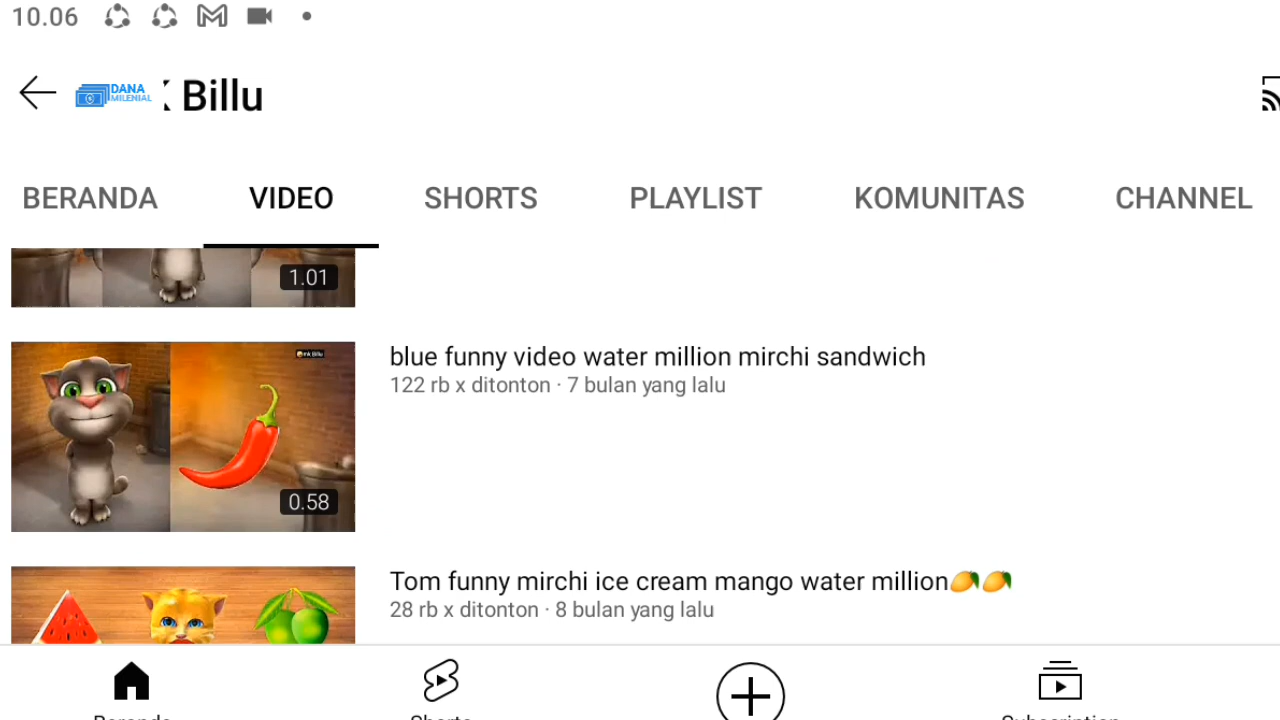 10.06
DANA
MILENIAL
Billu
BERANDA VIDEO SHORTS PLAYLIST KOMUNITAS CHANNEL
1.01
blue funny video water million mirchi sandwich
122 rb x ditonton · 7 bulan yang lalu
0.58
Tom funny mirchi ice cream mango water million🥭🥭
28 rb x ditonton · 8 bulan yang lalu
Beranda Shorts Subscription